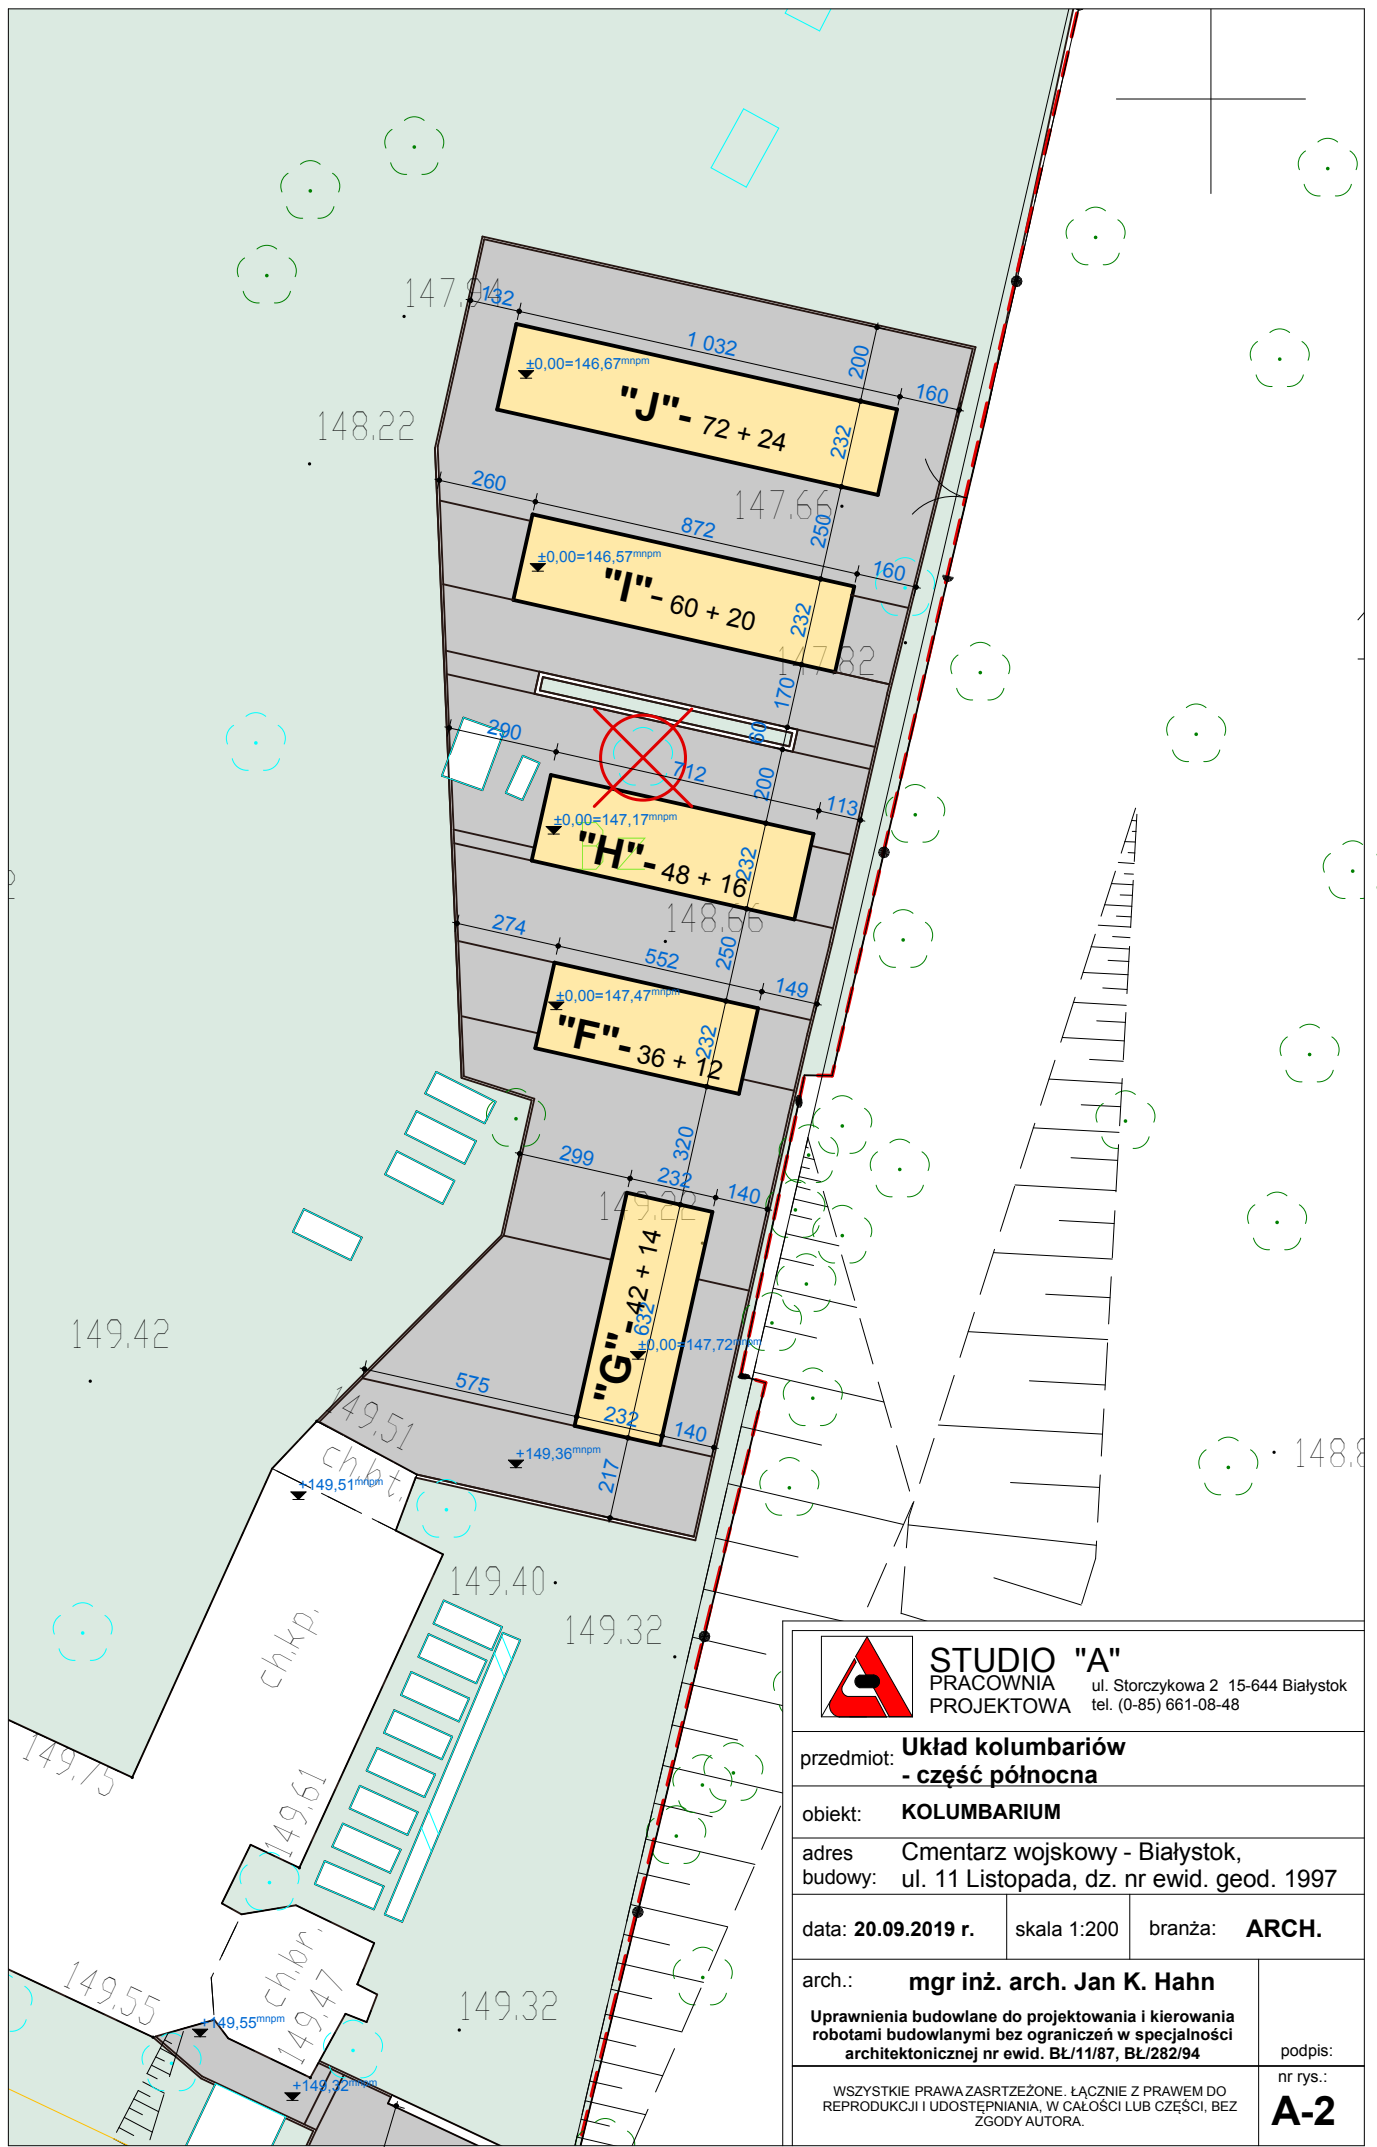 147.94
132
1 032
200
160
±0,00=146,67mnpm
"J"- 72 + 24
232
148.22
260
147.66
250
872
160
±0,00=146,57mnpm
"I"- 60 + 20
232
147.82
170
60
290
712
200
113
±0,00=147,17mnpm
Bz
"H"- 48 + 16
232
148.66
274
552
250
149
±0,00=147,47mnpm
"F"- 36 + 12
232
320
299
232
140
149.22
"G"- 42 + 14
632
±0,00=147,72mnpm
149.42
575
232
140
149.51
ch.bt.
+149,36mnpm
217
+149,51mnpm
148.8
149.40
149.32
ch.kp.
149.75
149.61
ch.br.
149.47
149.55
+149,55mnpm
149.32
+149,32mnpm
STUDIO "A"
PRACOWNIA
PROJEKTOWA
ul. Storczykowa 2 15-644 Białystok
tel. (0-85) 661-08-48
przedmiot: Układ kolumbariów
- część północna
obiekt: KOLUMBARIUM
adres budowy: Cmentarz wojskowy - Białystok,
ul. 11 Listopada, dz. nr ewid. geod. 1997
data: 20.09.2019 r. skala 1:200 branża: ARCH.
arch.: mgr inż. arch. Jan K. Hahn
Uprawnienia budowlane do projektowania i kierowania
robotami budowlanymi bez ograniczeń w specjalności
architektonicznej nr ewid. BŁ/11/87, BŁ/282/94
podpis:
WSZYSTKIE PRAWA ZASRTZEŻONE. ŁĄCZNIE Z PRAWEM DO
REPRODUKCJI I UDOSTĘPNIANIA, W CAŁOŚCI LUB CZĘŚCI, BEZ
ZGODY AUTORA.
nr rys.:
A-2